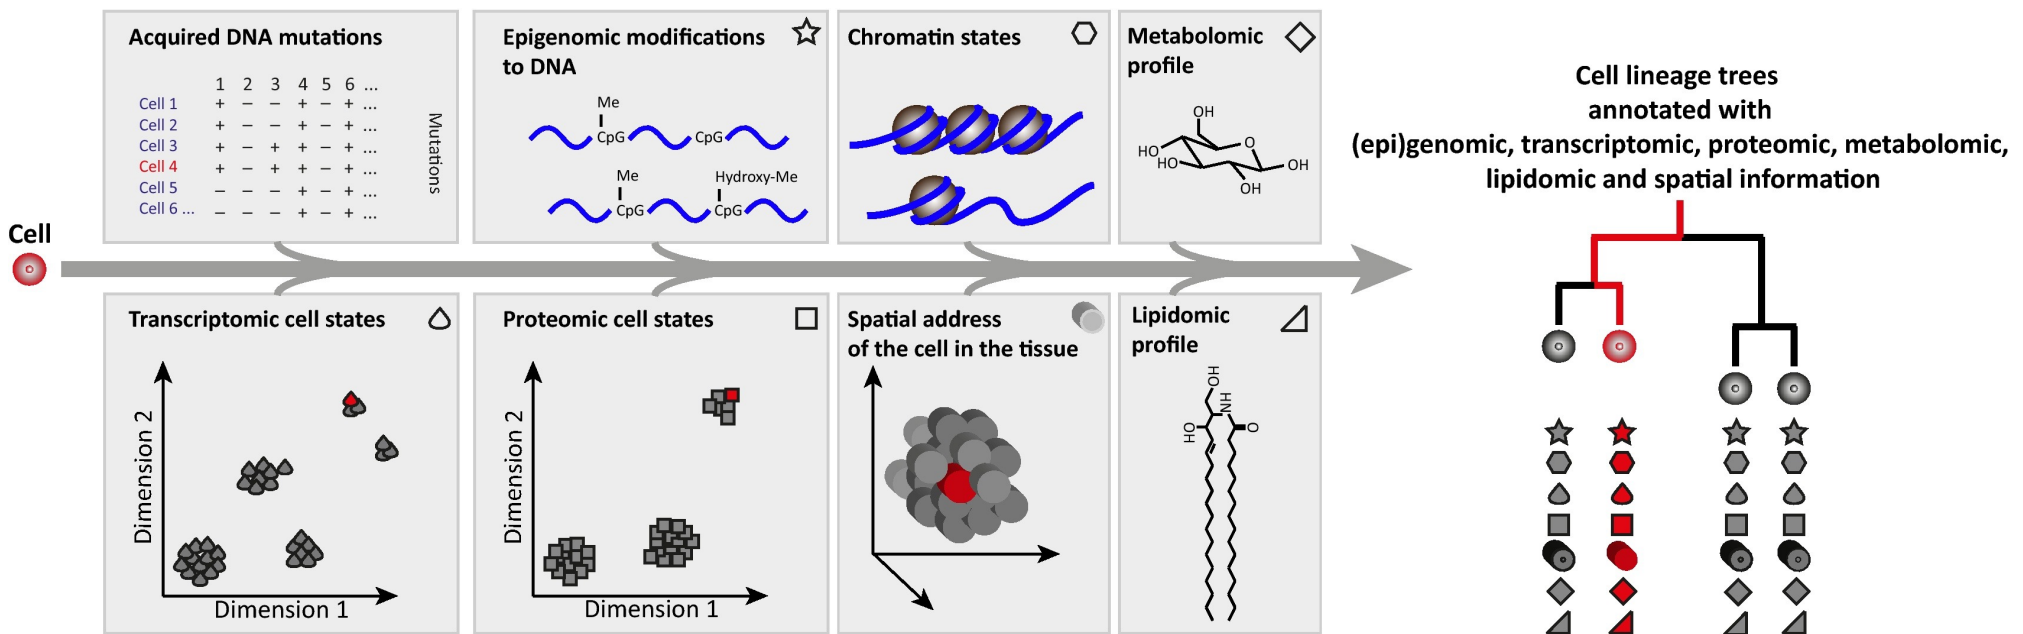 Acquired DNA mutations
1 2 3 4 5 6 ...
Cell 1 + − − + − + ...
Cell 2 + − − + − + ...
Cell 3 + − + + − + ...
Cell 4 + − + + − + ...
Cell 5 − − − + − + ...
Cell 6 ... − − − + − + ...
Mutations
Epigenomic modifications
to DNA
Me
CpG CpG
Me Hydroxy-Me
CpG CpG
Chromatin states
Metabolomic
profile
OH
HO
HO
O
OH
OH
Cell
Transcriptomic cell states
Dimension 2
Dimension 1
Proteomic cell states
Dimension 2
Dimension 1
Spatial address
of the cell in the tissue
Lipidomic
profile
OH
NH
HO
O
Cell lineage trees
annotated with
(epi)genomic, transcriptomic, proteomic, metabolomic,
lipidomic and spatial information